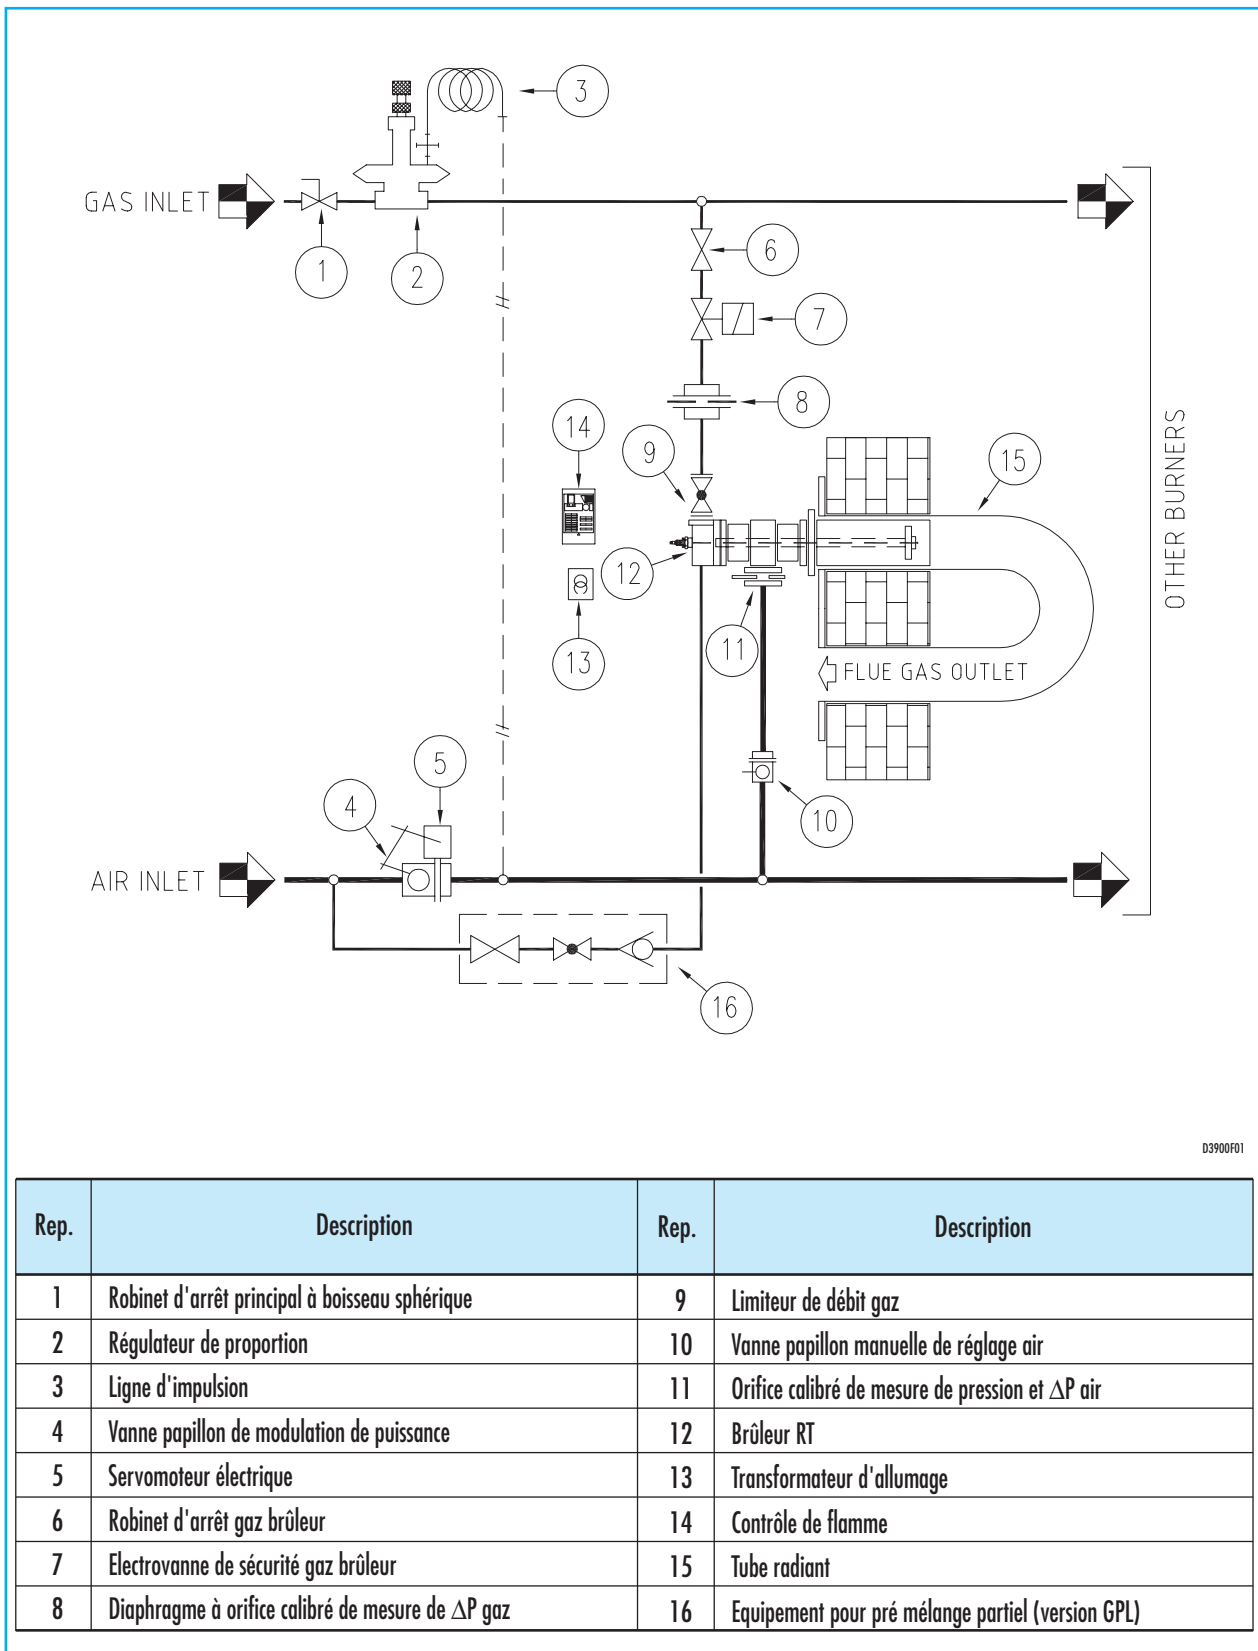 3
GAS INLET
1
2
6
7
8
14
9
15
OTHER BURNERS
12
11
13
FLUE GAS OUTLET
5
4
10
AIR INLET
16
D3900F01
Rep. Description Rep. Description
1 Robinet d'arrêt principal à boisseau sphérique 9 Limiteur de débit gaz
2 Régulateur de proportion 10 Vanne papillon manuelle de réglage air
3 Ligne d'impulsion 11 Orifice calibré de mesure de pression et ΔP air
4 Vanne papillon de modulation de puissance 12 Brûleur RT
5 Servomoteur électrique 13 Transformateur d'allumage
6 Robinet d'arrêt gaz brûleur 14 Contrôle de flamme
7 Electrovanne de sécurité gaz brûleur 15 Tube radiant
8 Diaphragme à orifice calibré de mesure de ΔP gaz 16 Equipement pour pré mélange partiel (version GPL)